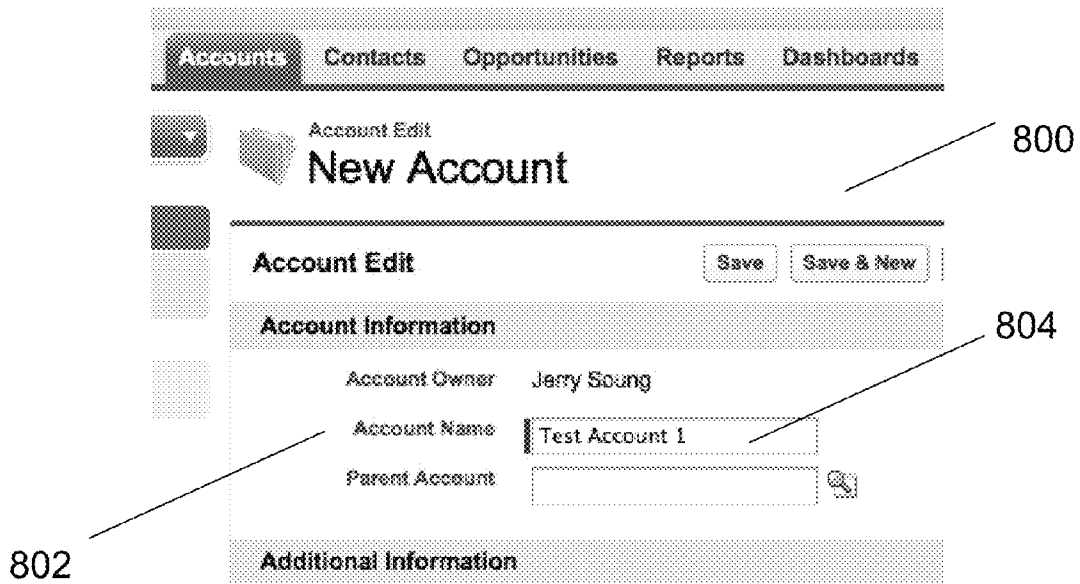 Accounts Contacts Opportunities Reports Dashboards
Account Edit
New Account
800
Account Edit Save Save & New
Account Information
804
Account Owner Jerry Soung
Account Name Test Account 1
Parent Account
802
Additional Information